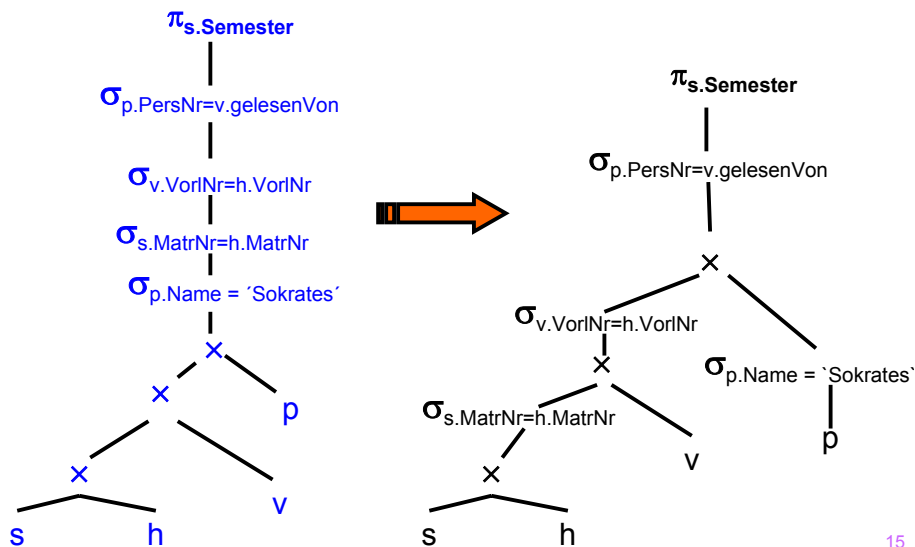 πs.Semester
σp.PersNr=v.gelesenVon
σv.VorlNr=h.VorlNr
σs.MatrNr=h.MatrNr
σp.Name = ´Sokrates´
×
×
p
×
v
s h
πs.Semester
σp.PersNr=v.gelesenVon
×
σv.VorlNr=h.VorlNr
×
σp.Name = `Sokrates`
σs.MatrNr=h.MatrNr
p
v
×
s h
15